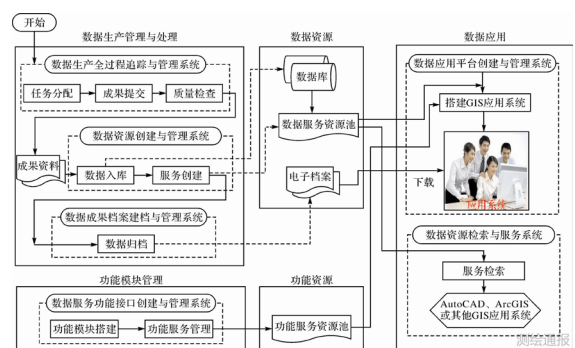 开始
数据生产管理与处理
数据生产全过程追踪与管理系统
任务分配
成果提交
质量检查
数据资源创建与管理系统
成果资料
数据入库
服务创建
数据成果档案建档与管理系统
数据归档
功能模块管理
数据服务功能接口创建与管理系统
功能模块搭建
功能服务管理
数据资源
数据库
数据服务资源池
电子档案
功能资源
功能服务资源池
数据应用
数据应用平台创建与管理系统
搭建GIS应用系统
下载
应用系统
数据资源检索与服务系统
服务检索
AutoCAD、ArcGIS
或其他GIS应用系统
测绘通报